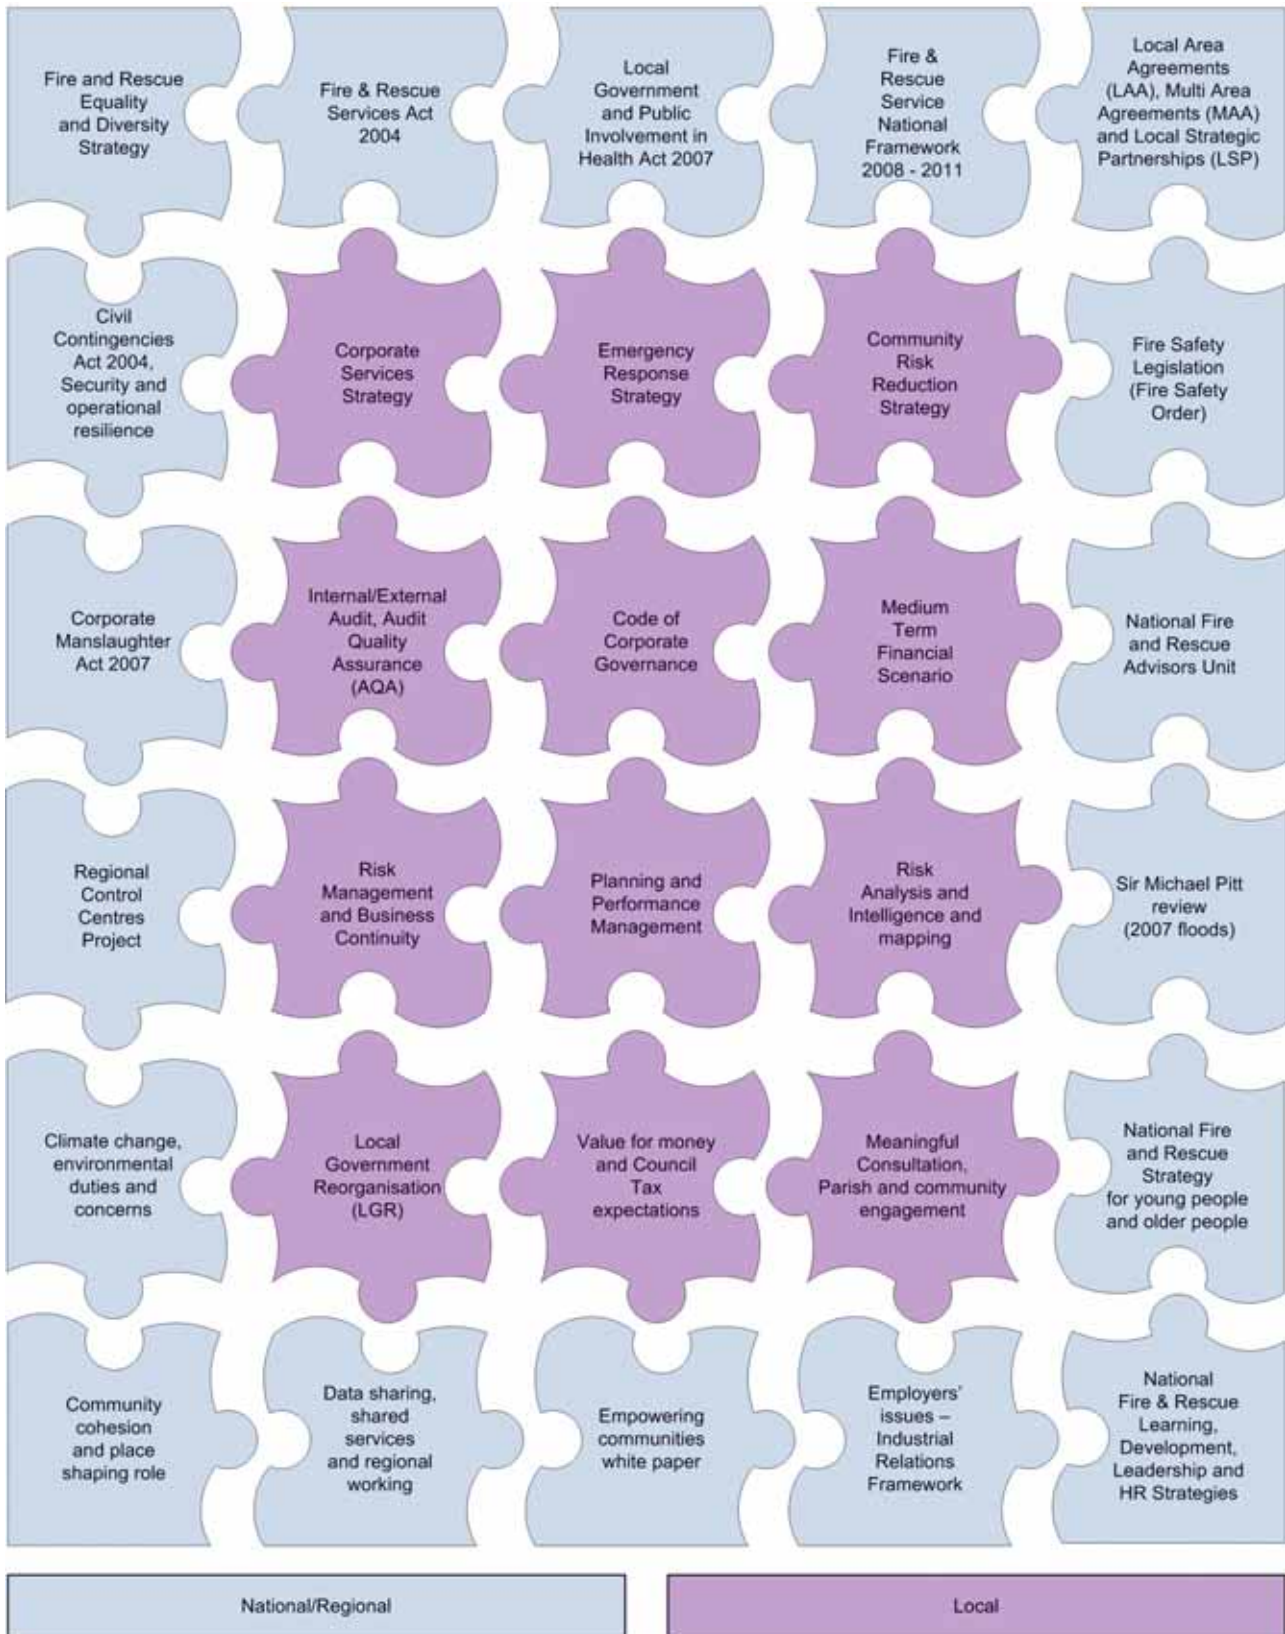 Fire and Rescue
Equality
and Diversity
Strategy
Fire & Rescue
Services Act
2004
Local
Government
and Public
Involvement in
Health Act 2007
Fire &
Rescue
Service
National
Framework
2008 - 2011
Local Area
Agreements
(LAA), Multi Area
Agreements (MAA)
and Local Strategic
Partnerships (LSP)
Civil
Contingencies
Act 2004,
Security and
operational
resilience
Corporate
Services
Strategy
Emergency
Response
Strategy
Community
Risk
Reduction
Strategy
Fire Safety
Legislation
(Fire Safety
Order)
Corporate
Manslaughter
Act 2007
Internal/External
Audit, Audit
Quality
Assurance
(AQA)
Code of
Corporate
Governance
Medium
Term
Financial
Scenario
National Fire
and Rescue
Advisors Unit
Regional
Control
Centres
Project
Risk
Management
and Business
Continuity
Planning and
Performance
Management
Risk
Analysis and
Intelligence and
mapping
Sir Michael Pitt
review
(2007 floods)
Climate change,
environmental
duties and
concerns
Local
Government
Reorganisation
(LGR)
Value for money
and Council
Tax
expectations
Meaningful
Consultation,
Parish and community
engagement
National Fire
and Rescue
Strategy
for young people
and older people
Community
cohesion
and place
shaping role
Data sharing,
shared
services
and regional
working
Empowering
communities
white paper
Employers'
issues –
Industrial
Relations
Framework
National
Fire & Rescue
Learning,
Development,
Leadership and
HR Strategies
National/Regional
Local